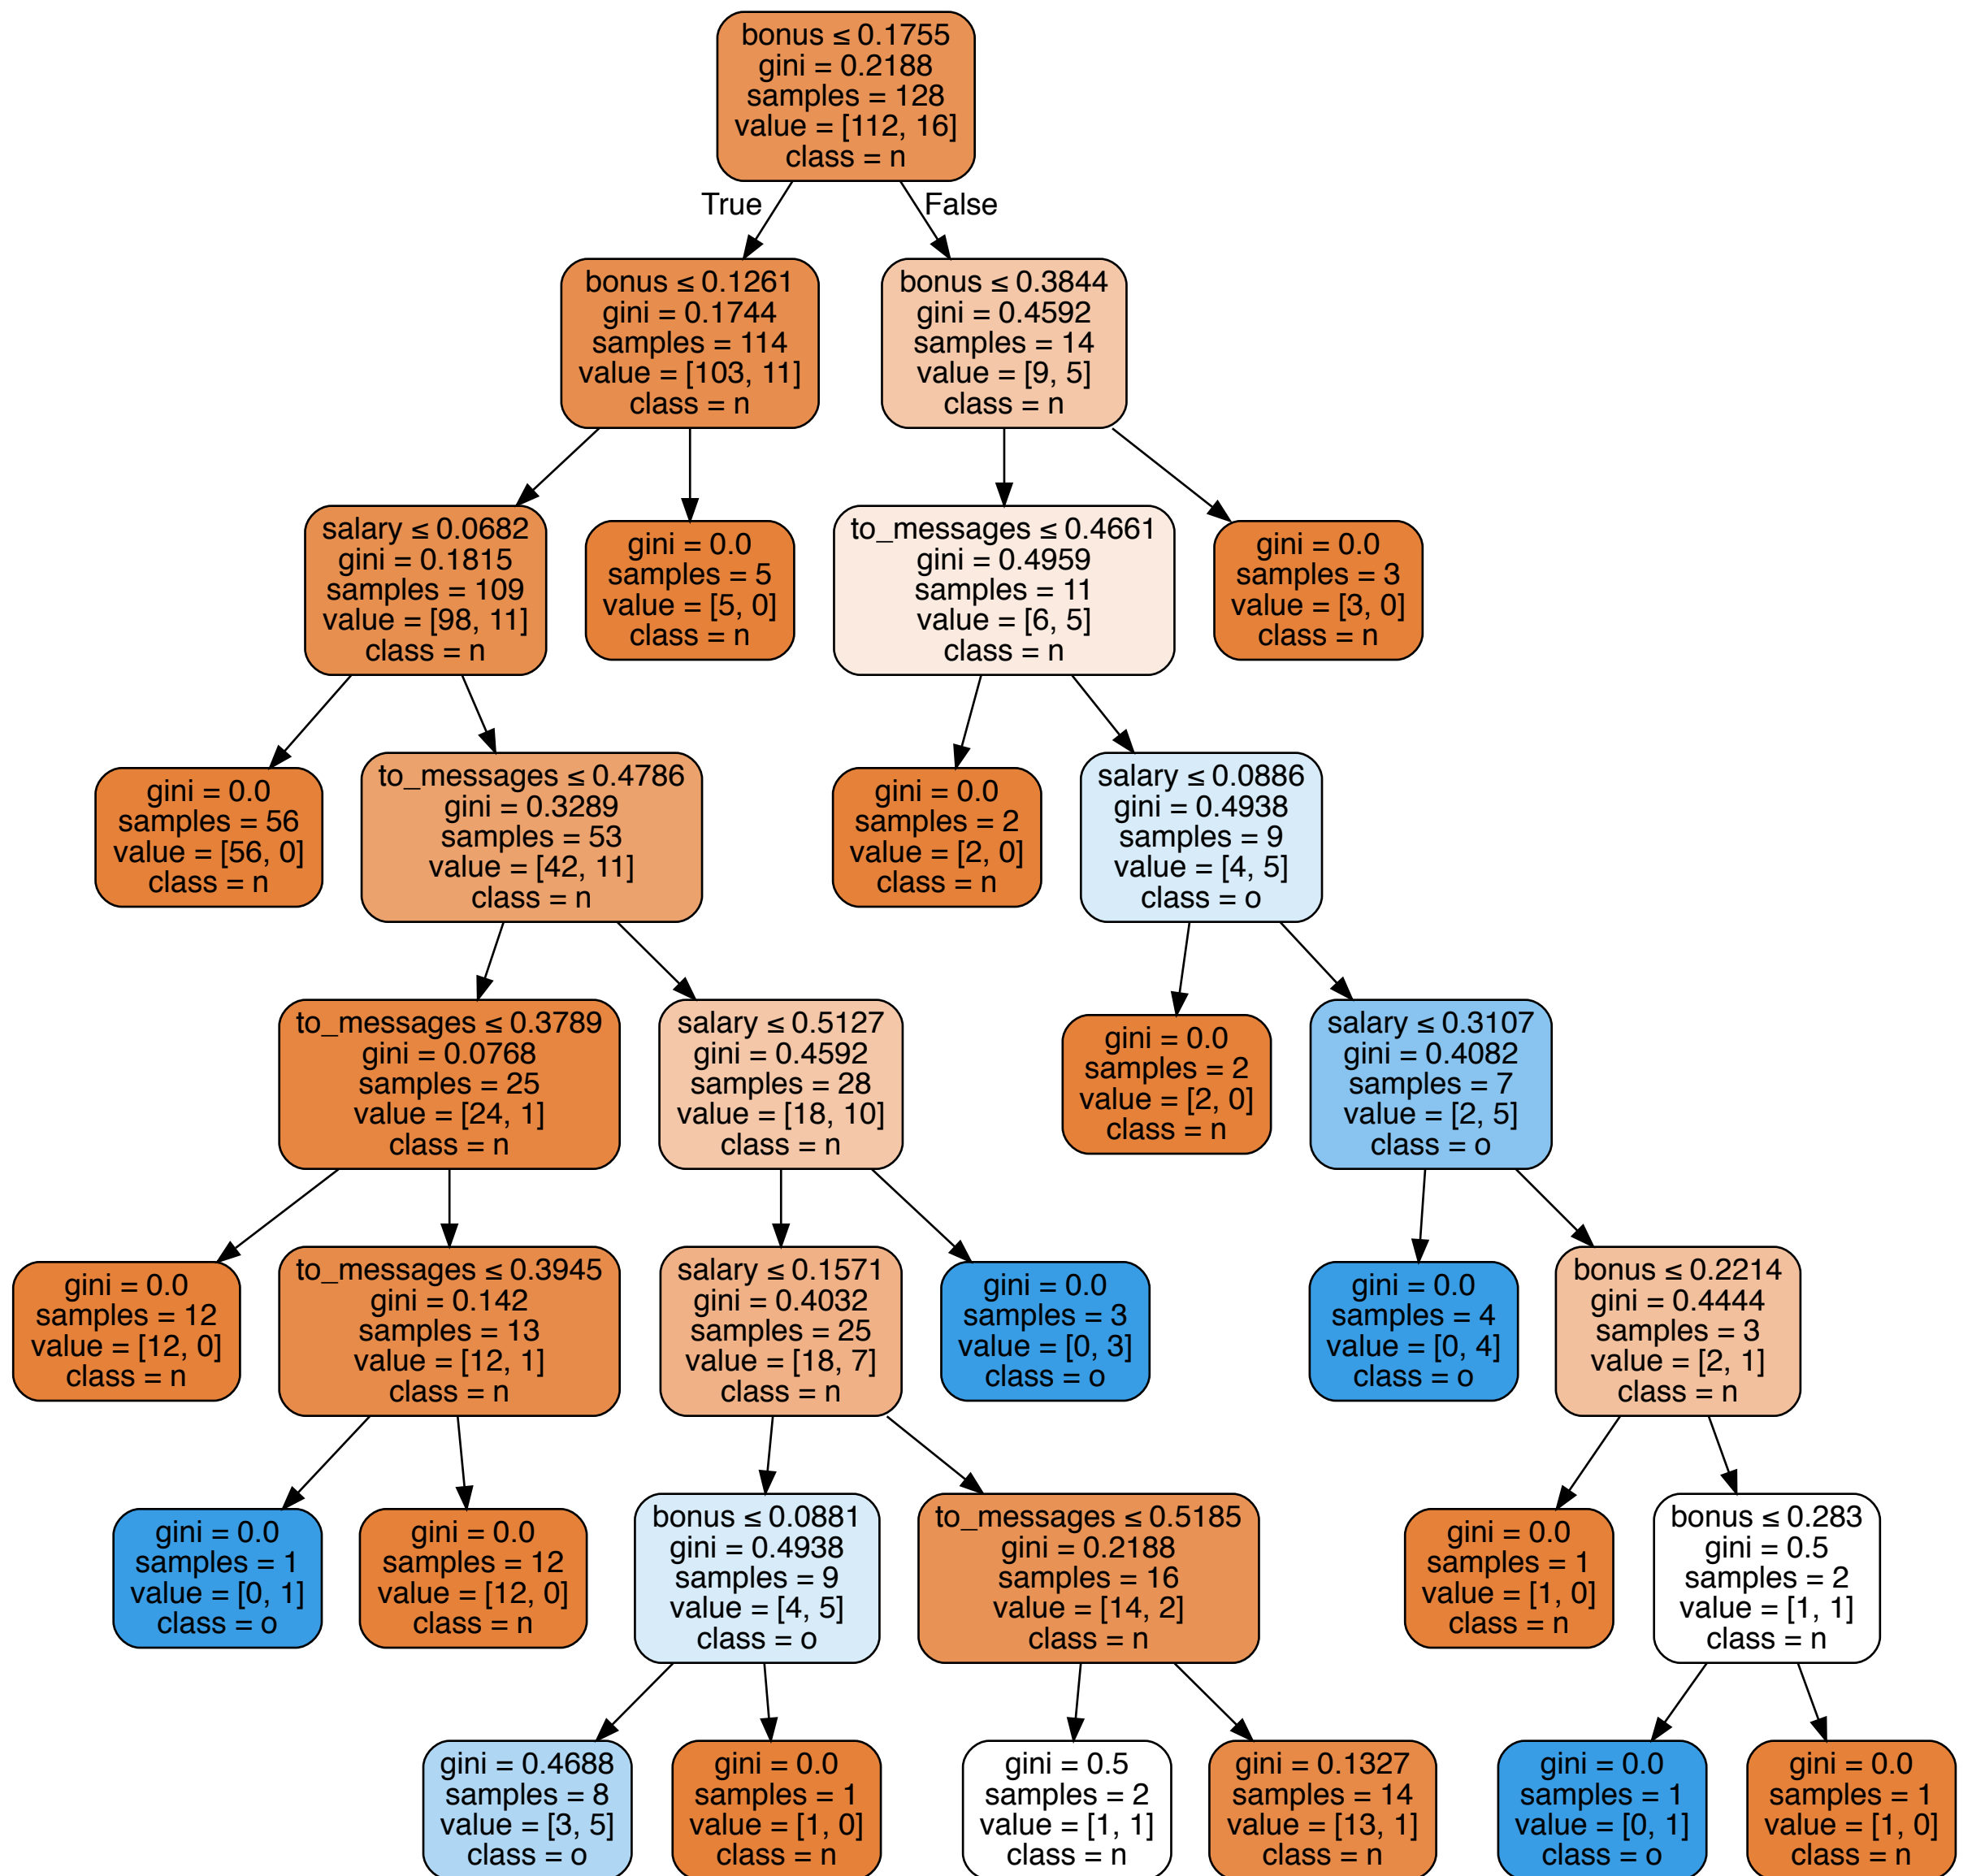 bonus ≤ 0.1755
gini = 0.2188
samples = 128
value = [112, 16]
class = n
True
False
bonus ≤ 0.1261
gini = 0.1744
samples = 114
value = [103, 11]
class = n
bonus ≤ 0.3844
gini = 0.4592
samples = 14
value = [9, 5]
class = n
salary ≤ 0.0682
gini = 0.1815
samples = 109
value = [98, 11]
class = n
gini = 0.0
samples = 5
value = [5, 0]
class = n
to_messages ≤ 0.4661
gini = 0.4959
samples = 11
value = [6, 5]
class = n
gini = 0.0
samples = 3
value = [3, 0]
class = n
gini = 0.0
samples = 56
value = [56, 0]
class = n
to_messages ≤ 0.4786
gini = 0.3289
samples = 53
value = [42, 11]
class = n
gini = 0.0
samples = 2
value = [2, 0]
class = n
salary ≤ 0.0886
gini = 0.4938
samples = 9
value = [4, 5]
class = o
to_messages ≤ 0.3789
gini = 0.0768
samples = 25
value = [24, 1]
class = n
salary ≤ 0.5127
gini = 0.4592
samples = 28
value = [18, 10]
class = n
gini = 0.0
samples = 2
value = [2, 0]
class = n
salary ≤ 0.3107
gini = 0.4082
samples = 7
value = [2, 5]
class = o
gini = 0.0
samples = 12
value = [12, 0]
class = n
to_messages ≤ 0.3945
gini = 0.142
samples = 13
value = [12, 1]
class = n
salary ≤ 0.1571
gini = 0.4032
samples = 25
value = [18, 7]
class = n
gini = 0.0
samples = 3
value = [0, 3]
class = o
gini = 0.0
samples = 4
value = [0, 4]
class = o
bonus ≤ 0.2214
gini = 0.4444
samples = 3
value = [2, 1]
class = n
gini = 0.0
samples = 1
value = [0, 1]
class = o
gini = 0.0
samples = 12
value = [12, 0]
class = n
bonus ≤ 0.0881
gini = 0.4938
samples = 9
value = [4, 5]
class = o
to_messages ≤ 0.5185
gini = 0.2188
samples = 16
value = [14, 2]
class = n
gini = 0.0
samples = 1
value = [1, 0]
class = n
bonus ≤ 0.283
gini = 0.5
samples = 2
value = [1, 1]
class = n
gini = 0.4688
samples = 8
value = [3, 5]
class = o
gini = 0.0
samples = 1
value = [1, 0]
class = n
gini = 0.5
samples = 2
value = [1, 1]
class = n
gini = 0.1327
samples = 14
value = [13, 1]
class = n
gini = 0.0
samples = 1
value = [0, 1]
class = o
gini = 0.0
samples = 1
value = [1, 0]
class = n